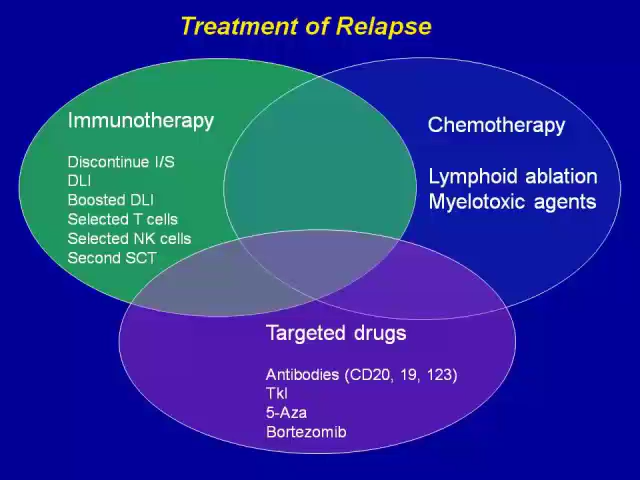 Treatment of Relapse
Immunotherapy
Discontinue I/S
DLI
Boosted DLI
Selected T cells
Selected NK cells
Second SCT
Chemotherapy
Lymphoid ablation
Myelotoxic agents
Targeted drugs
Antibodies (CD20, 19, 123)
TkI
5-Aza
Bortezomib